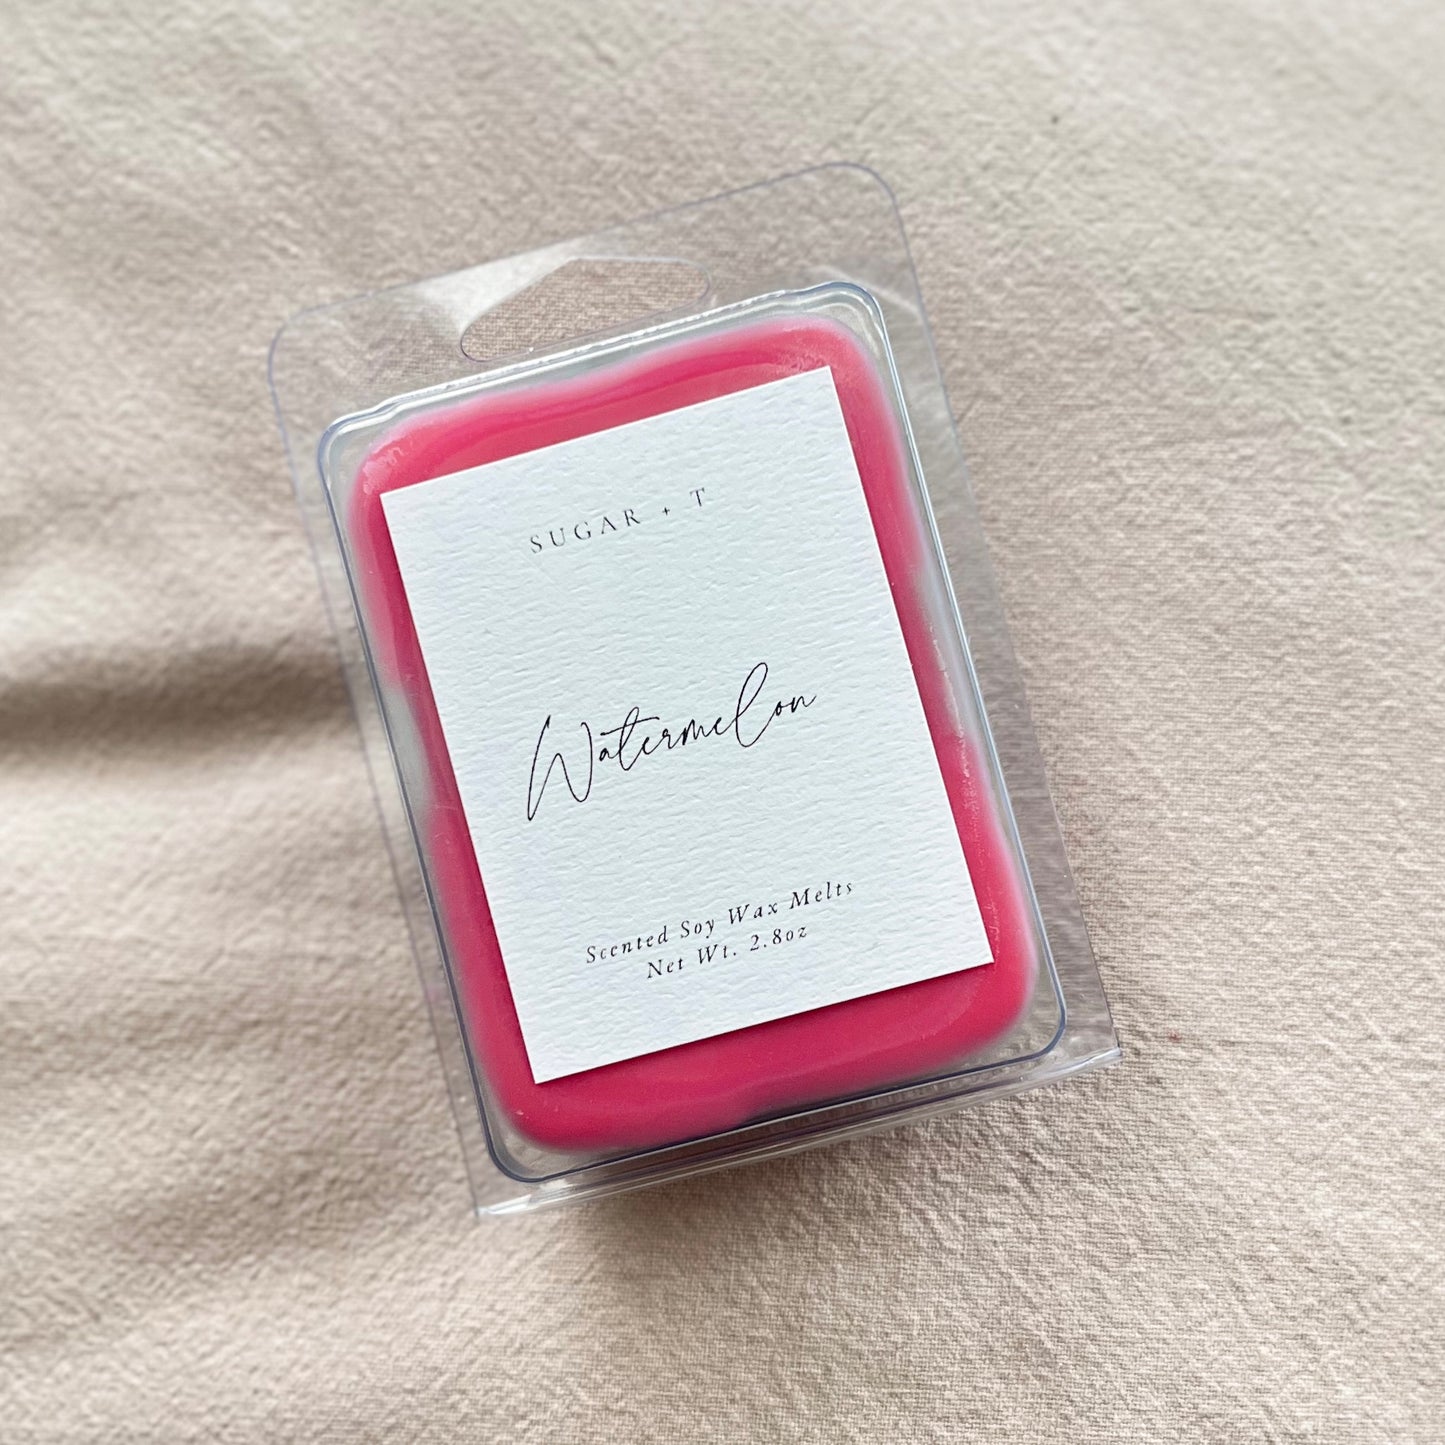 SUGAR + T
Watermelon
Scented Soy Wax Melts
Net Wt. 2.8oz